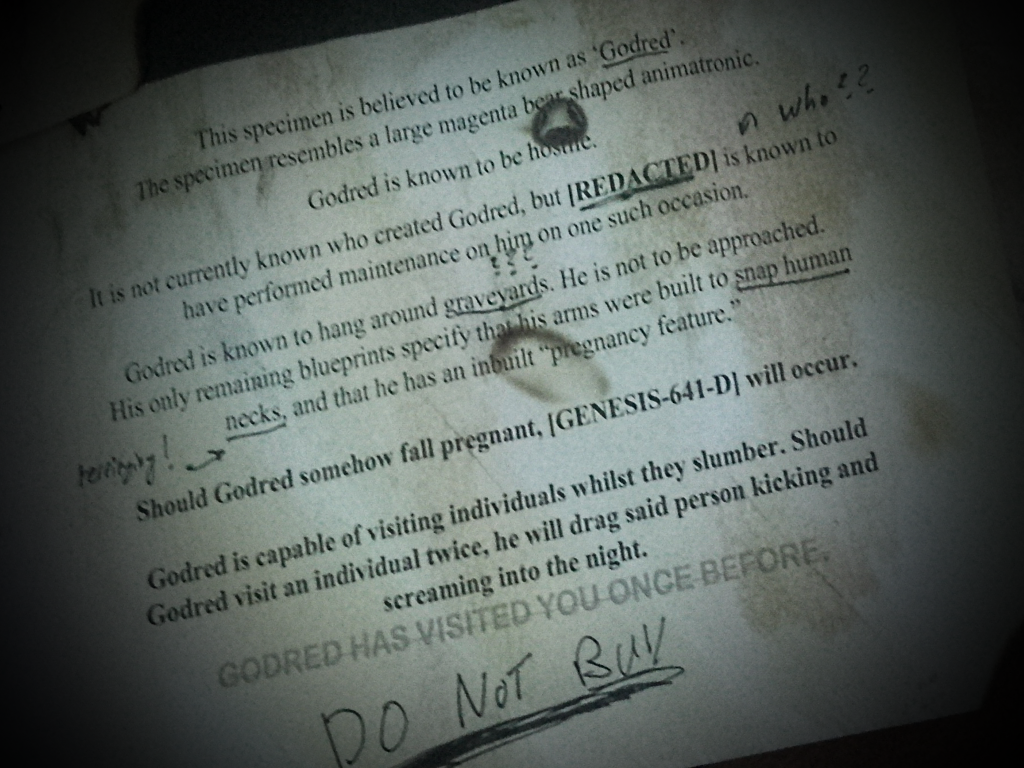 This specimen is believed to be known as ‘Godred’.
The specimen resembles a large magenta bear shaped animatronic.
Godred is known to be hostile.
who???
It is not currently known who created Godred, but [REDACTED] is known to
have performed maintenance on him on one such occasion.
???
Godred is known to hang around graveyards. He is not to be approached.
His only remaining blueprints specify that his arms were built to snap human
necks, and that he has an inbuilt “pregnancy feature.”
terrifying!
Should Godred somehow fall pregnant, [GENESIS-641-D] will occur.
Godred is capable of visiting individuals whilst they slumber. Should
Godred visit an individual twice, he will drag said person kicking and
screaming into the night.
GODRED HAS VISITED YOU ONCE BEFORE.
DO NOT BUY